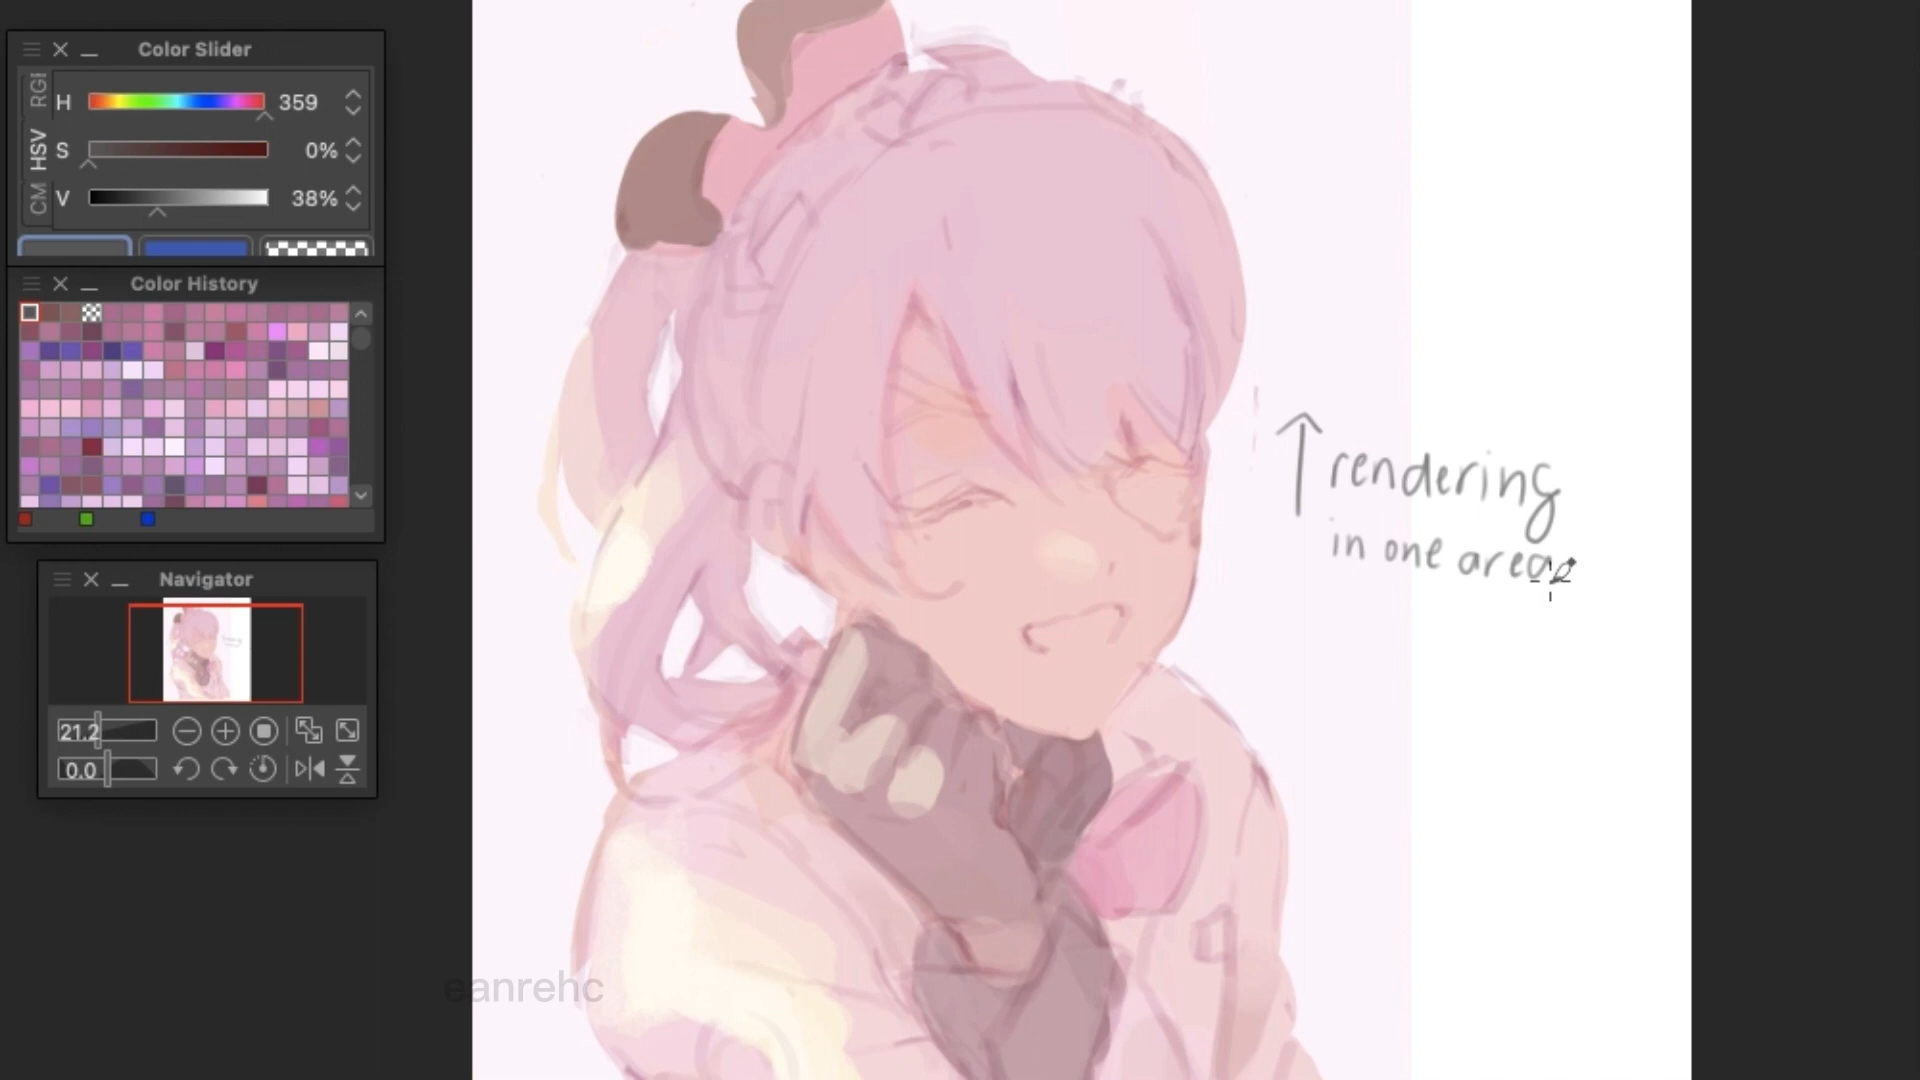 Color Slider
RG
H 359
HSV
S 0%
CM
V 38%
Color History
Navigator
21.2
0.0
rendering
in one area
eanrehc